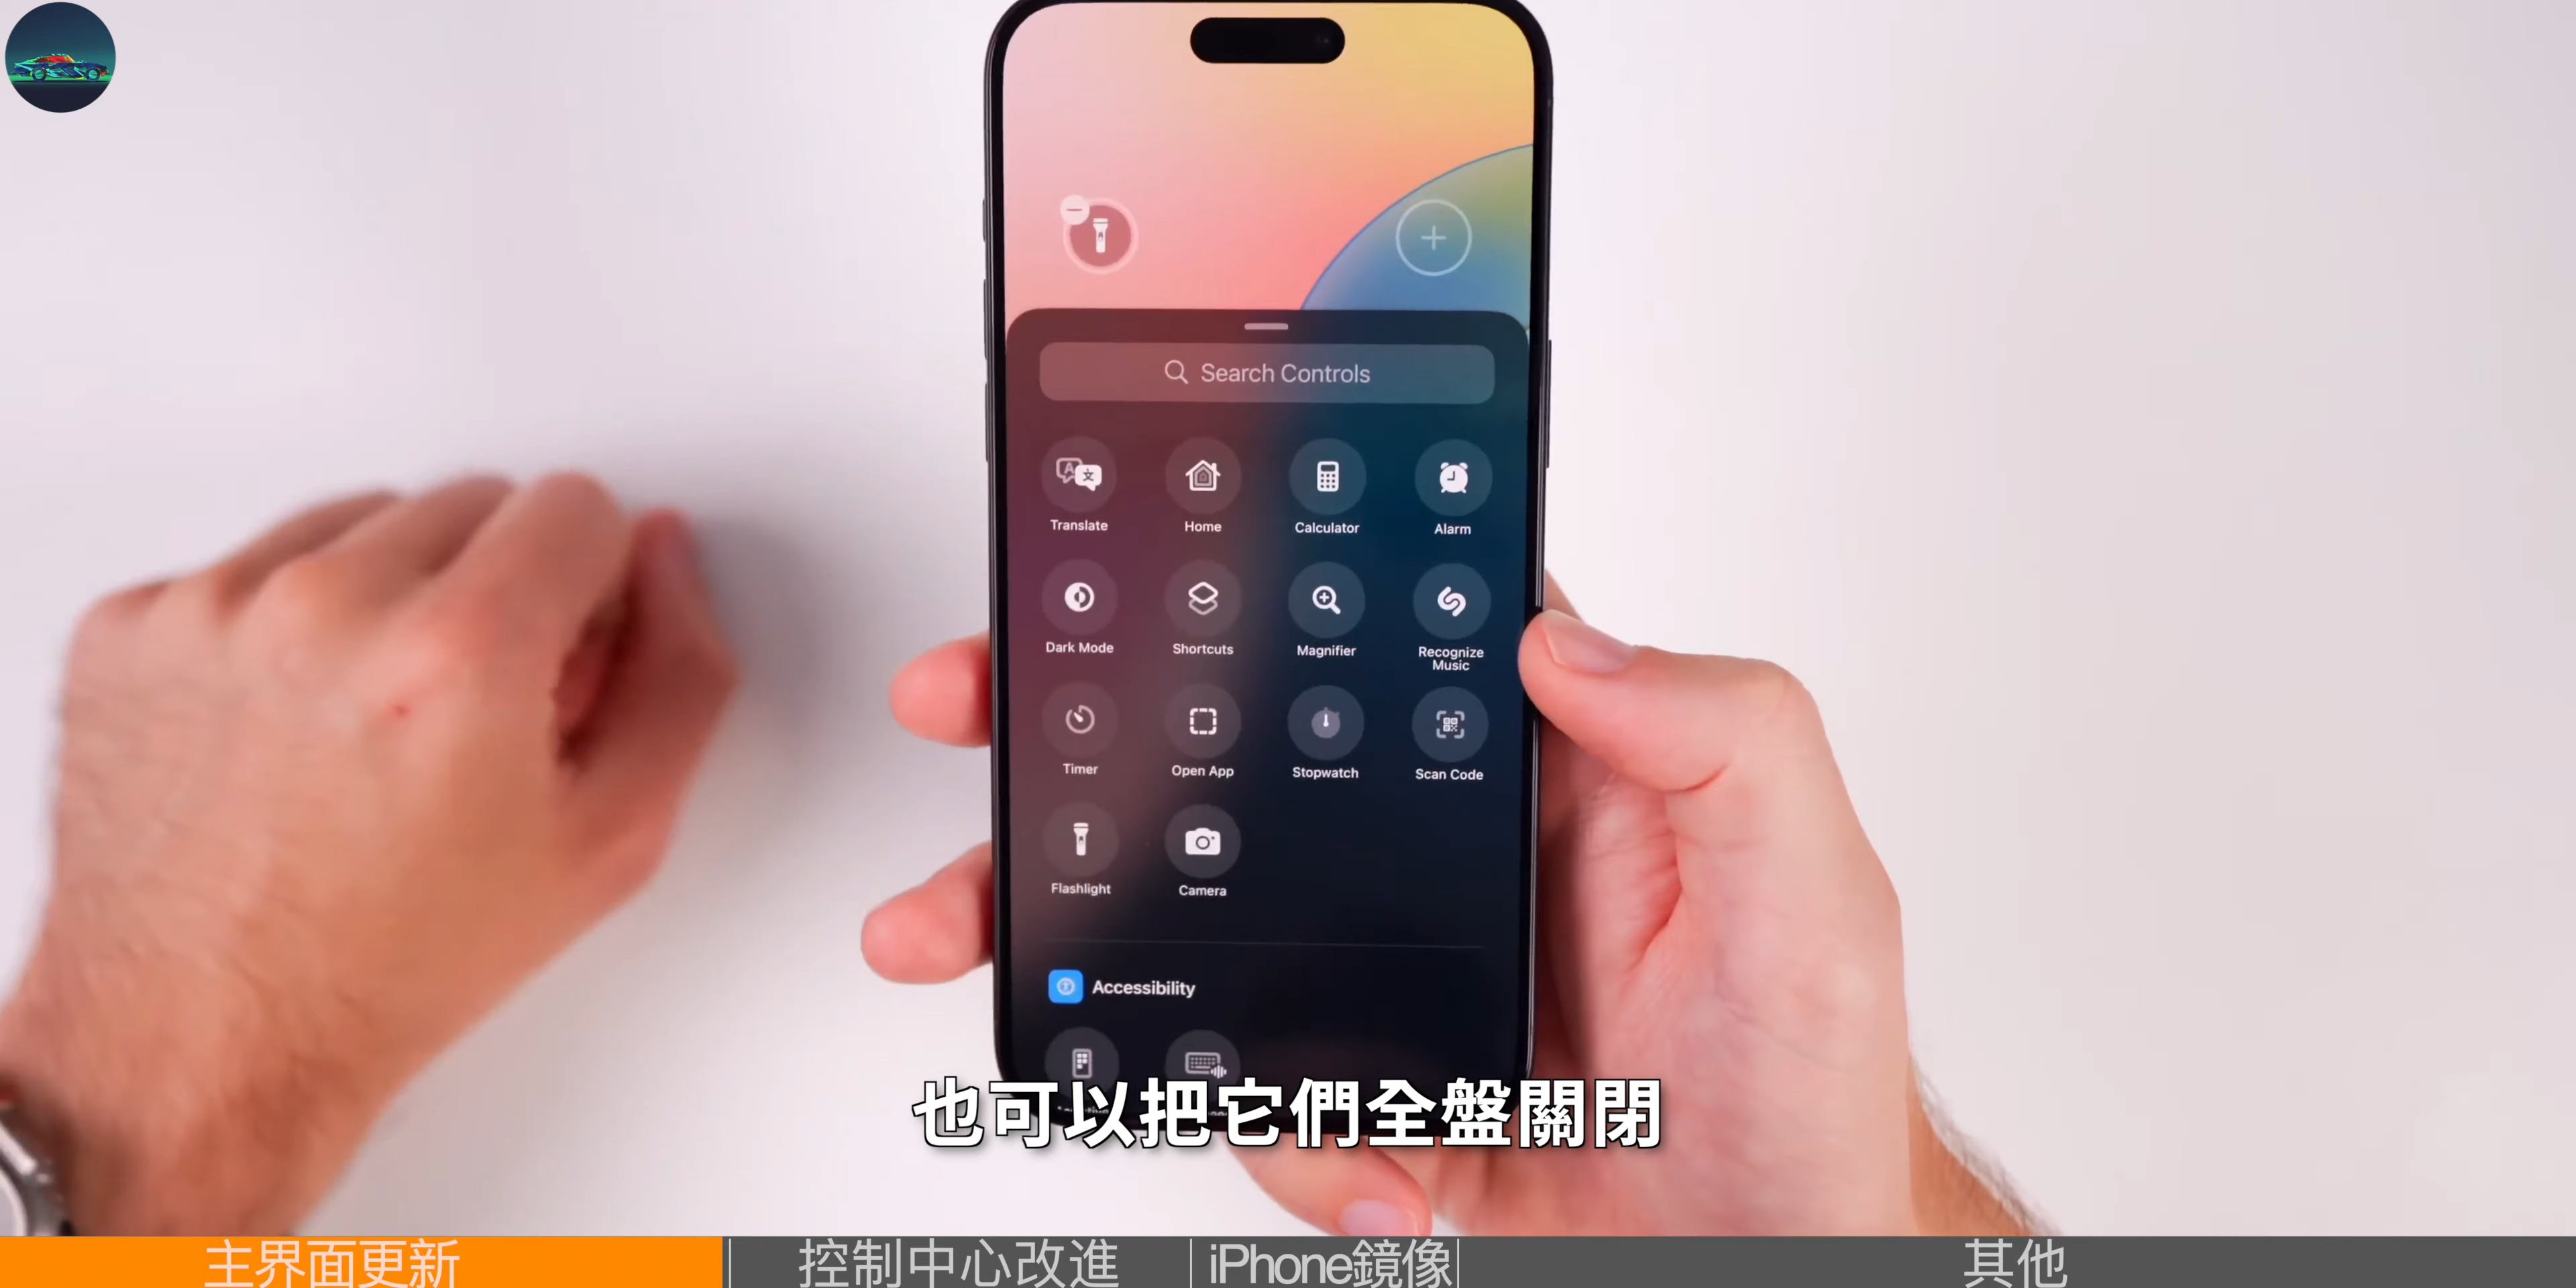 Search Controls
Translate
Home
Calculator
Alarm
Dark Mode
Shortcuts
Magnifier
Recognize
Music
Timer
Open App
Stopwatch
Scan Code
Flashlight
Camera
Accessibility
也可以把它們全盤關閉
主界面更新
控制中心改進
iPhone鏡像
其他